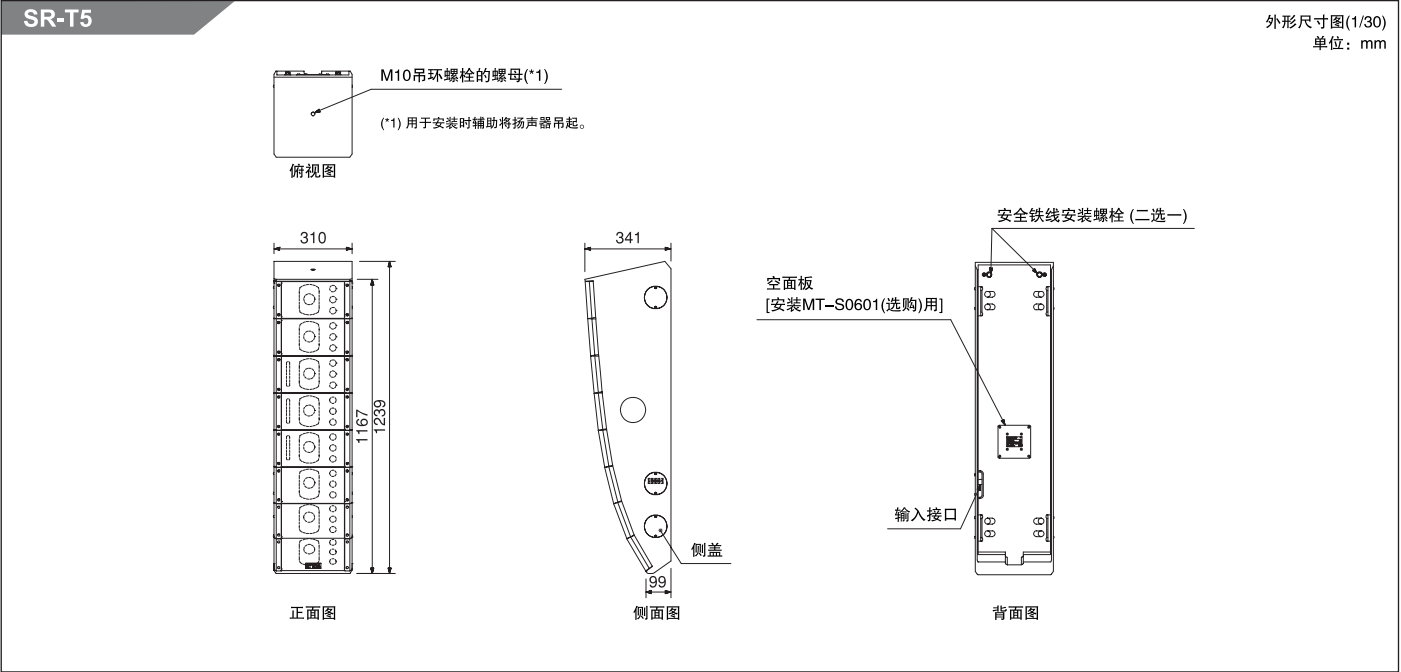 SR-T5
外形尺寸图(1/30)
单位：mm
M10吊环螺栓的螺母(*1)
(*1) 用于安装时辅助将扬声器吊起。
俯视图
安全铁线安装螺栓 (二选一)
310
341
空面板
[安装MT−S0601(选购)用]
1167
1239
输入接口
侧盖
99
正面图
侧面图
背面图